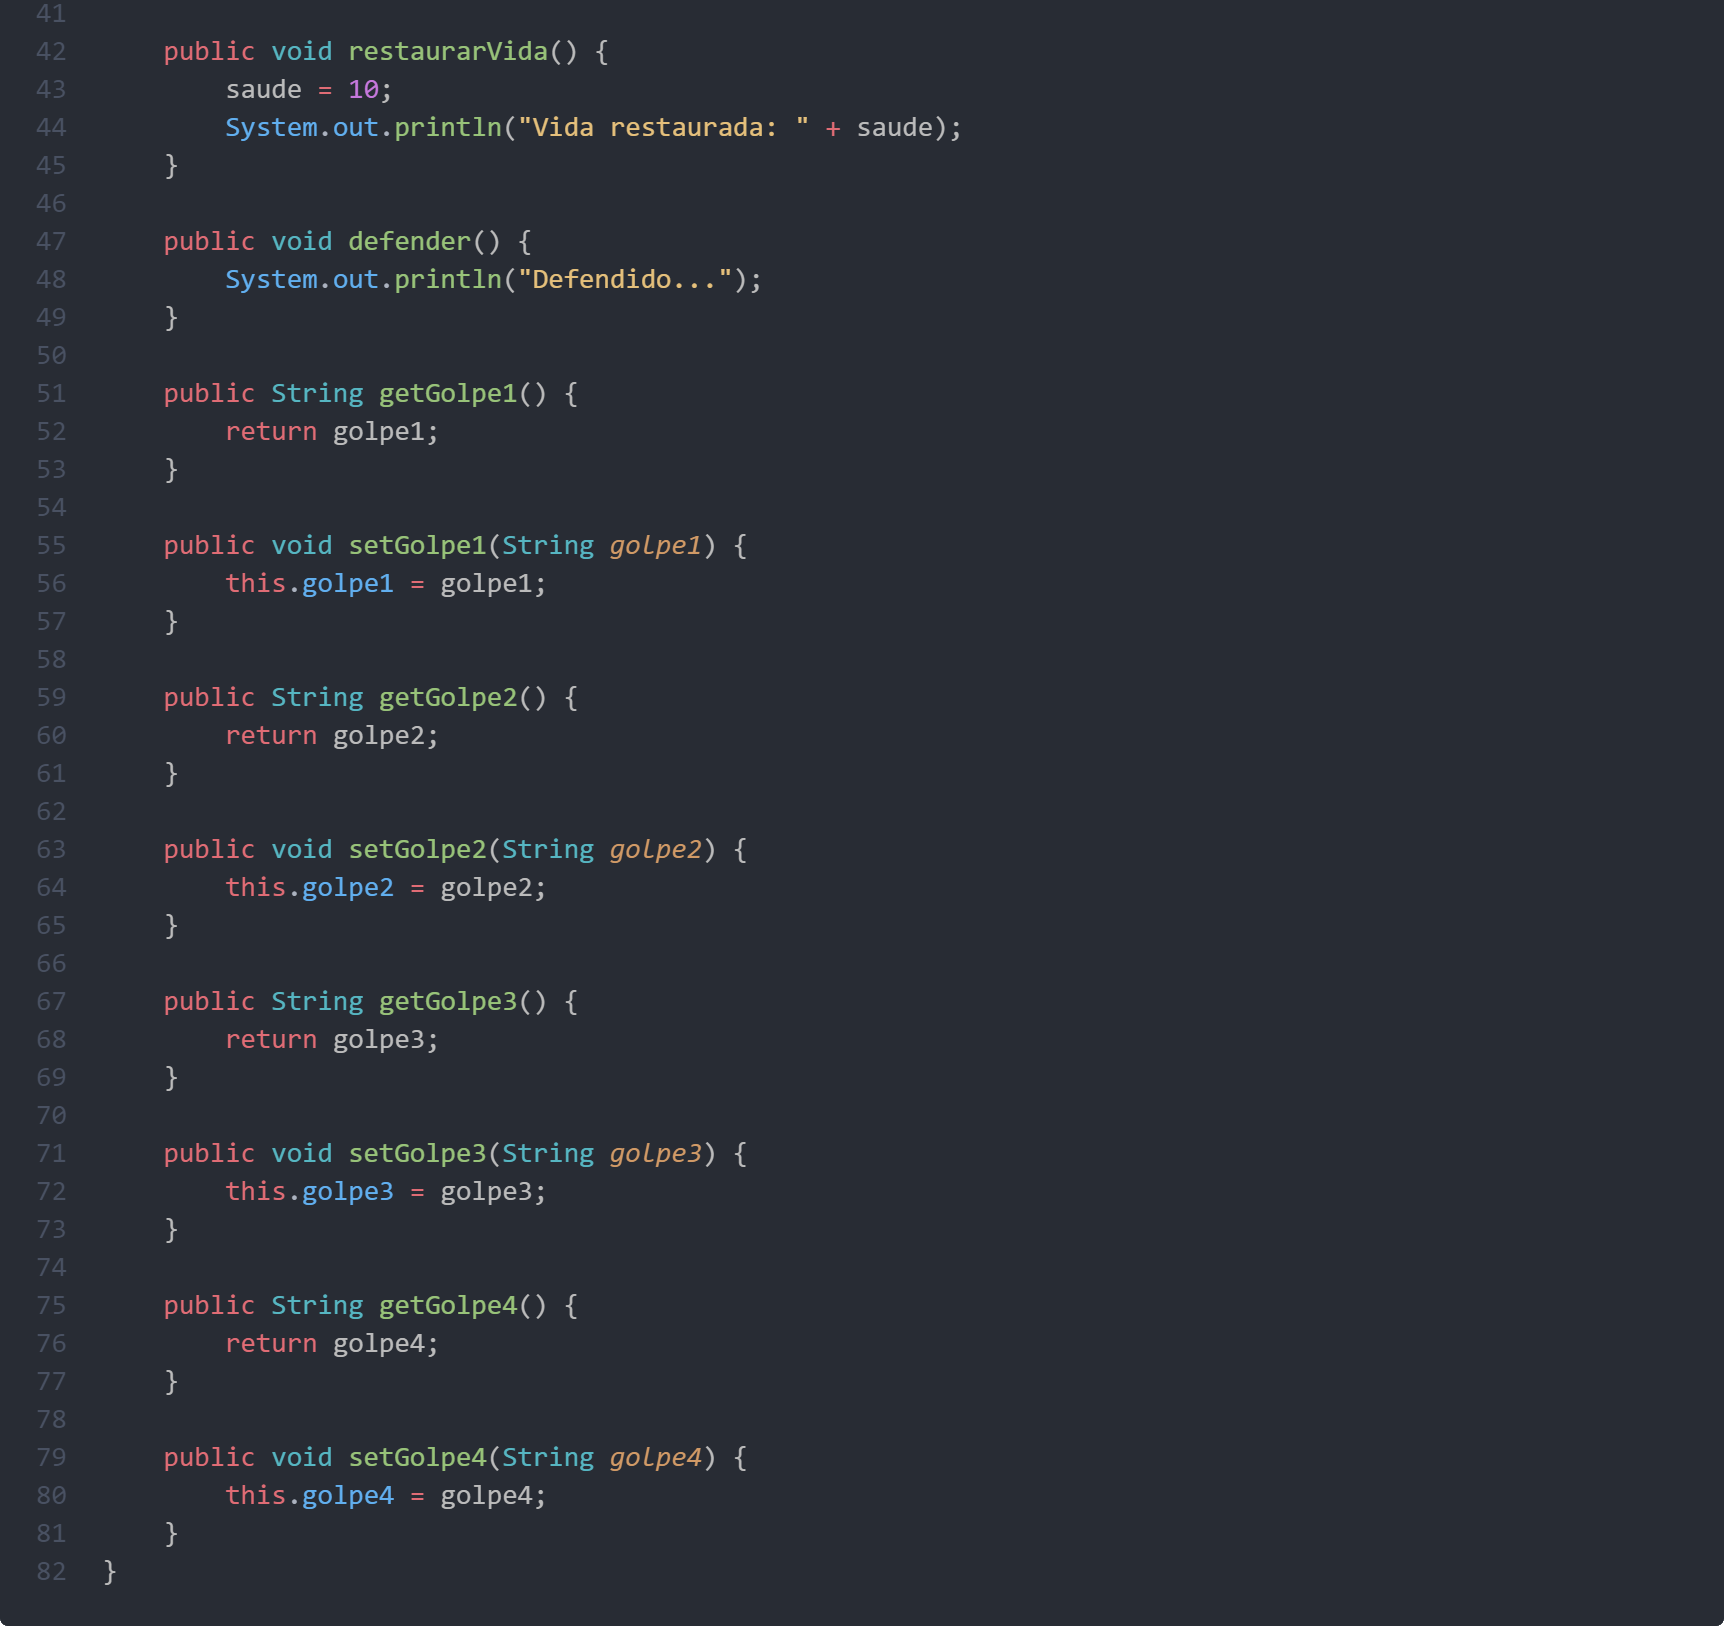 41
42 public void restaurarVida() {
43 saude = 10;
44 System.out.println("Vida restaurada: " + saude);
45 }
46
47 public void defender() {
48 System.out.println("Defendido...");
49 }
50
51 public String getGolpe1() {
52 return golpe1;
53 }
54
55 public void setGolpe1(String golpe1) {
56 this.golpe1 = golpe1;
57 }
58
59 public String getGolpe2() {
60 return golpe2;
61 }
62
63 public void setGolpe2(String golpe2) {
64 this.golpe2 = golpe2;
65 }
66
67 public String getGolpe3() {
68 return golpe3;
69 }
70
71 public void setGolpe3(String golpe3) {
72 this.golpe3 = golpe3;
73 }
74
75 public String getGolpe4() {
76 return golpe4;
77 }
78
79 public void setGolpe4(String golpe4) {
80 this.golpe4 = golpe4;
81 }
82 }